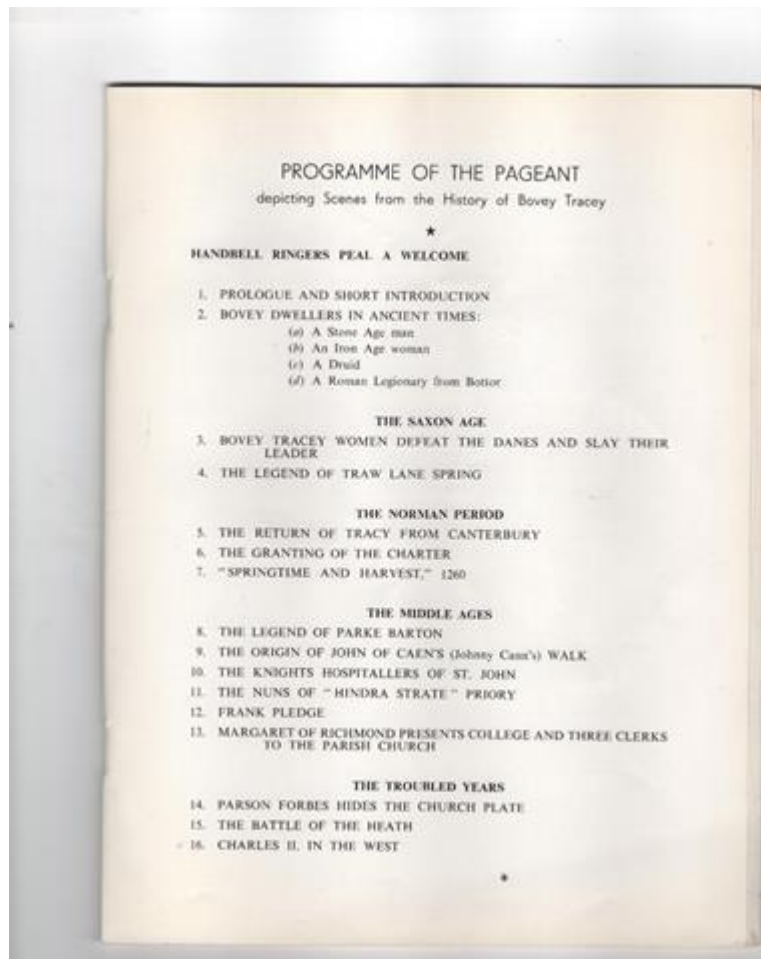 PROGRAMME OF THE PAGEANT
depicting Scenes from the History of Bovey Tracey
★
HANDBELL RINGERS PEAL A WELCOME
1. PROLOGUE AND SHORT INTRODUCTION
2. BOVEY DWELLERS IN ANCIENT TIMES:
(a) A Stone Age man
(b) An Iron Age woman
(c) A Druid
(d) A Roman Legionary from Bottor
THE SAXON AGE
3. BOVEY TRACEY WOMEN DEFEAT THE DANES AND SLAY THEIR
LEADER
4. THE LEGEND OF TRAW LANE SPRING
THE NORMAN PERIOD
5. THE RETURN OF TRACY FROM CANTERBURY
6. THE GRANTING OF THE CHARTER
7. "SPRINGTIME AND HARVEST," 1260
THE MIDDLE AGES
8. THE LEGEND OF PARKE BARTON
9. THE ORIGIN OF JOHN OF CAEN'S (Johnny Cann's) WALK
10. THE KNIGHTS HOSPITALLERS OF ST. JOHN
11. THE NUNS OF "HINDRA STRATE" PRIORY
12. FRANK PLEDGE
13. MARGARET OF RICHMOND PRESENTS COLLEGE AND THREE CLERKS
TO THE PARISH CHURCH
THE TROUBLED YEARS
14. PARSON FORBES HIDES THE CHURCH PLATE
15. THE BATTLE OF THE HEATH
16. CHARLES II. IN THE WEST